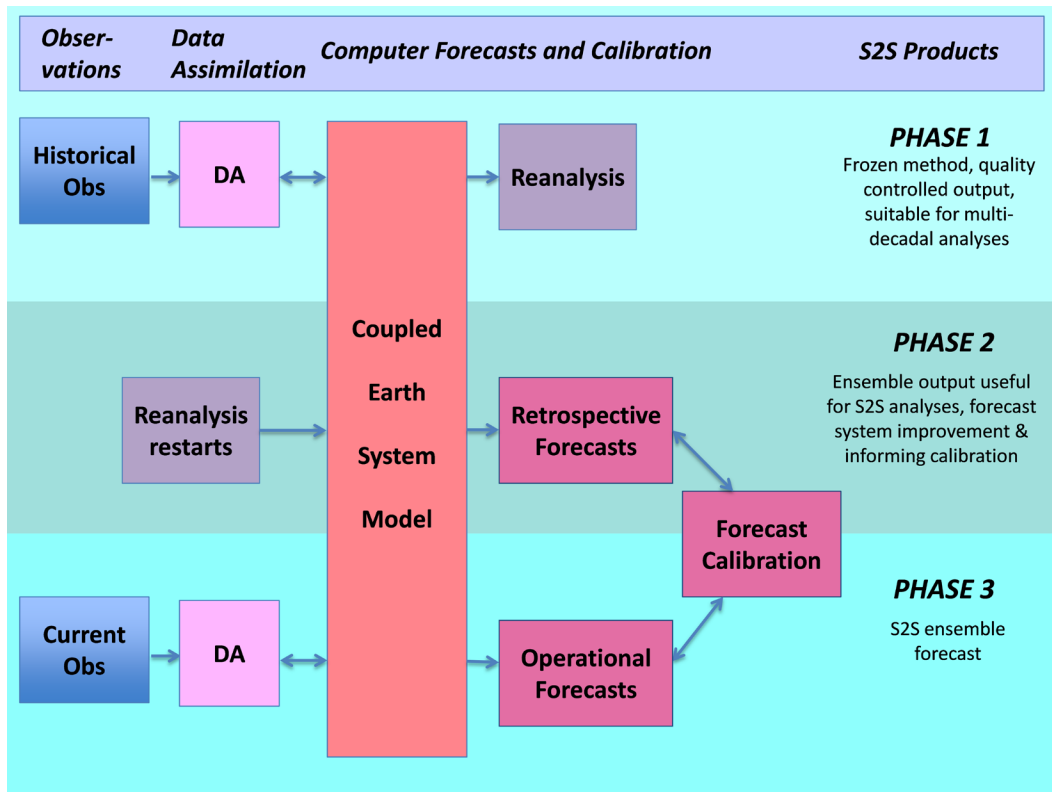 Obser-
vations
Data
Assimilation
Computer Forecasts and Calibration
S2S Products
Historical
Obs
DA
Reanalysis
PHASE 1
Frozen method, quality
controlled output,
suitable for multi-
decadal analyses
Coupled
Earth
System
Model
Reanalysis
restarts
Retrospective
Forecasts
PHASE 2
Ensemble output useful
for S2S analyses, forecast
system improvement &
informing calibration
Forecast
Calibration
Current
Obs
DA
Operational
Forecasts
PHASE 3
S2S ensemble
forecast